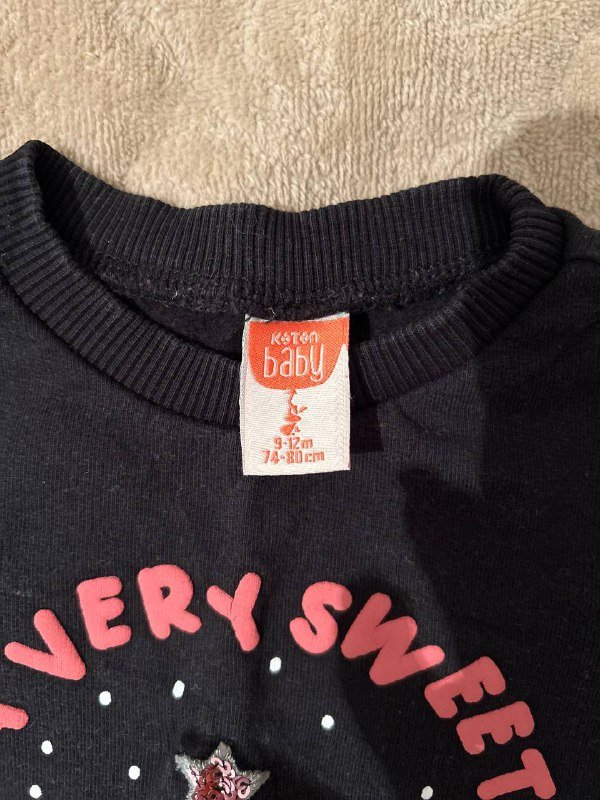 KOTON
baby
9-12m
74-80cm
VERY SWEET